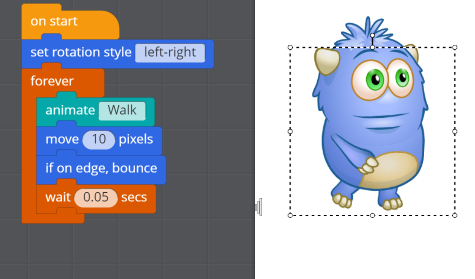 on start
set rotation style left-right
forever
animate Walk
move 10 pixels
if on edge, bounce
wait 0.05 secs